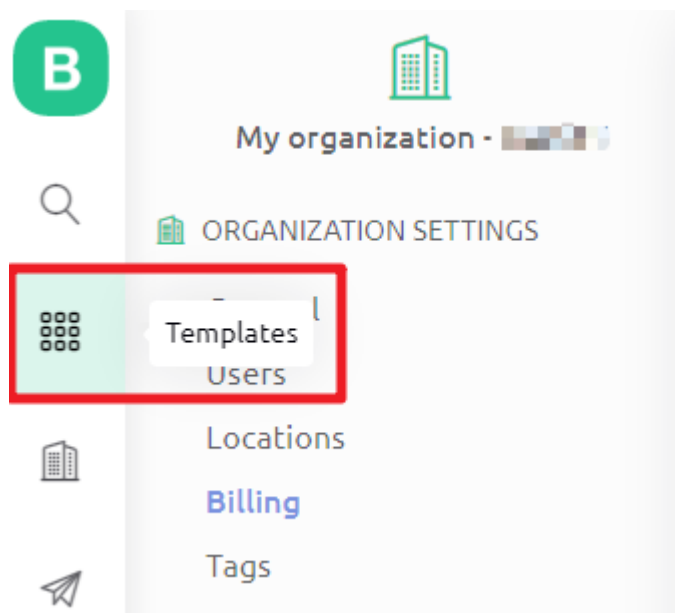 B
My organization -
ORGANIZATION SETTINGS
Templates
Users
Locations
Billing
Tags